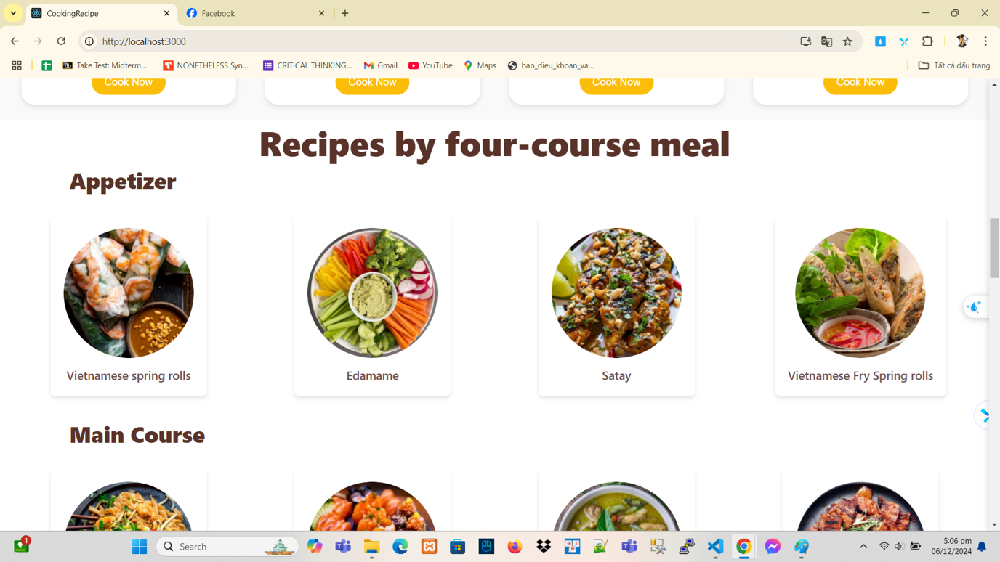 CookingRecipe
Facebook
http://localhost:3000
Take Test: Midterm...
NONETHELESS Syn...
CRITICAL THINKING...
Gmail
YouTube
Maps
ban_dieu_khoan_va...
Tất cả dấu trang
Cook Now
Cook Now
Cook Now
Cook Now
Recipes by four-course meal
Appetizer
Vietnamese spring rolls
Edamame
Satay
Vietnamese Fry Spring rolls
Main Course
1
Search
5:06 pm
06/12/2024